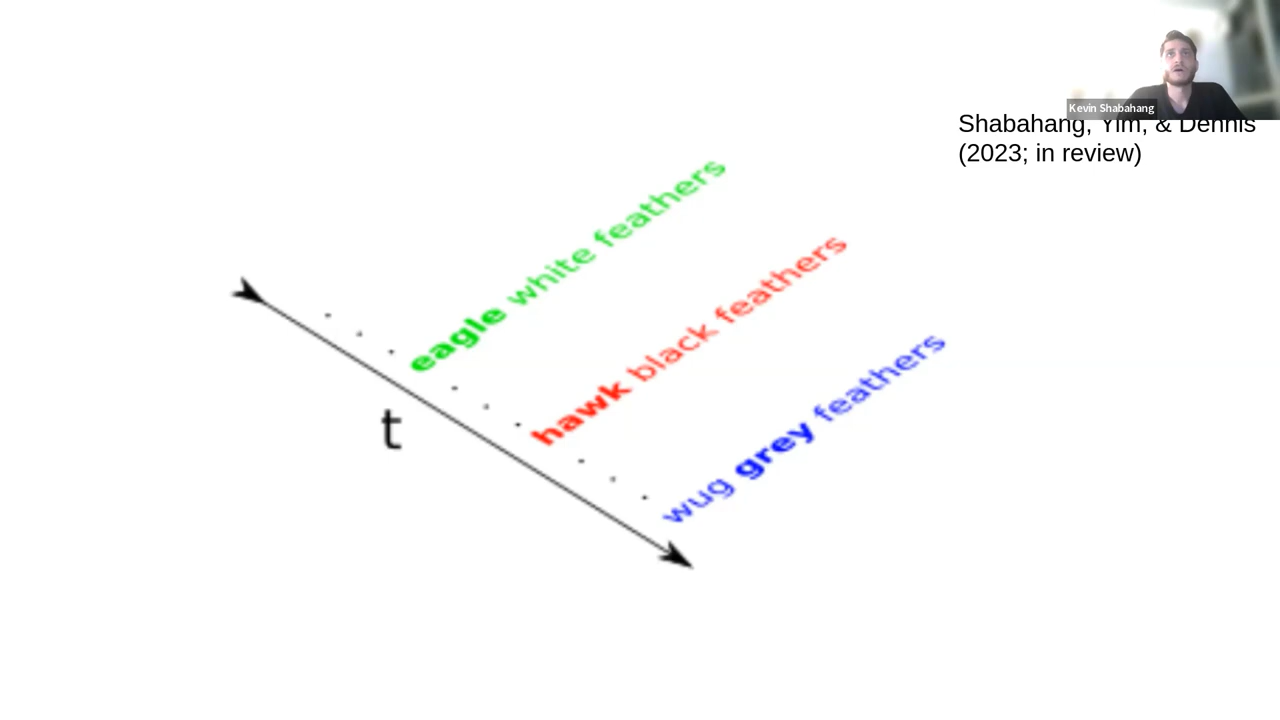 Kevin Shabahang
Shabahang, Yim, & Dennis
(2023; in review)
eagle white feathers
hawk black feathers
wug grey feathers
t